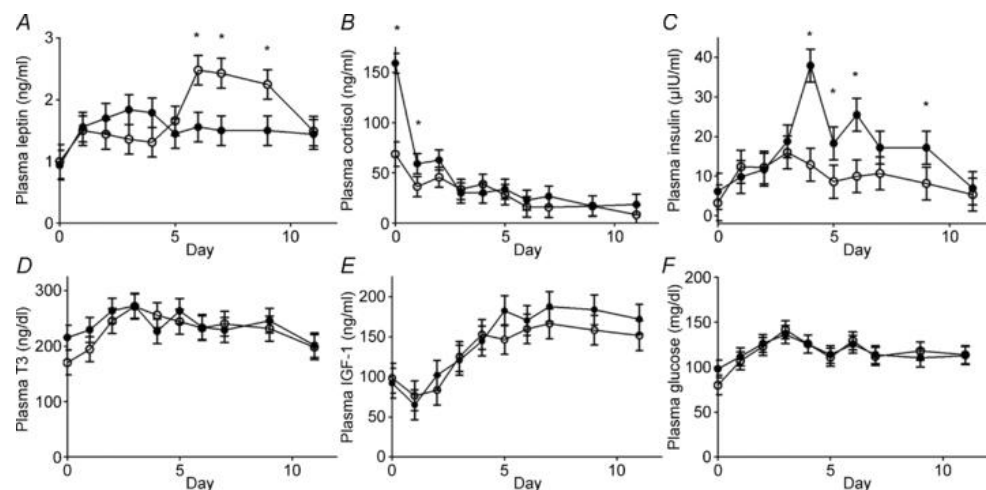 A
Plasma leptin (ng/ml)
3
2
1
0
* * *
0 5 10
Day
B
Plasma cortisol (ng/ml)
150
100
50
0
*
*
0 5 10
Day
C
Plasma insulin (µIU/ml)
40
30
20
10
0
* * * *
0 5 10
Day
D
Plasma T3 (ng/dl)
300
200
100
0
0 5 10
Day
E
Plasma IGF-1 (ng/ml)
200
150
100
50
0
0 5 10
Day
F
Plasma glucose (mg/dl)
200
150
100
50
0
0 5 10
Day